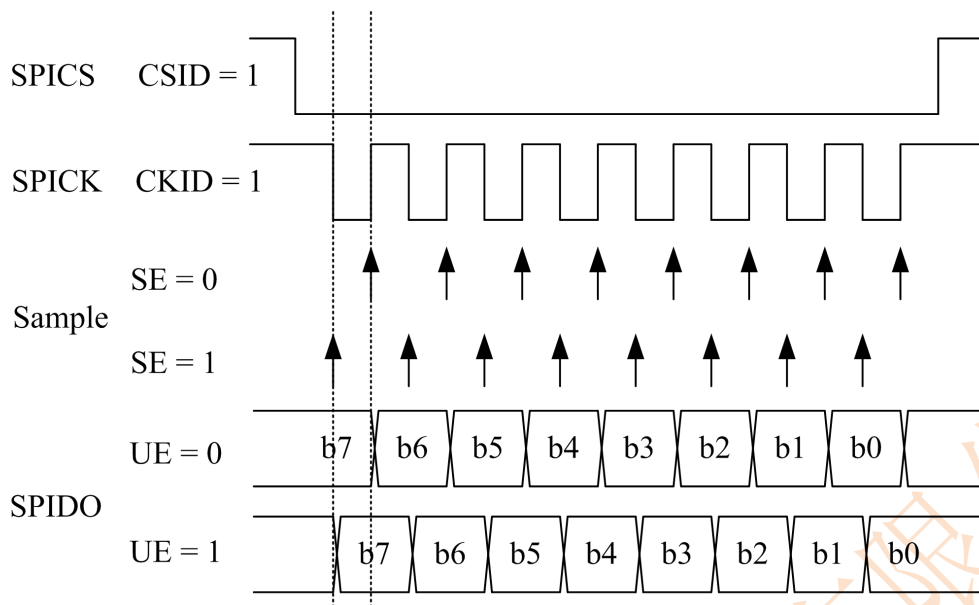 SPICS CSID = 1
SPICK CKID = 1
SE = 0
Sample
SE = 1
b7 b6 b5 b4 b3 b2 b1 b0
UE = 0
SPIDO
b7 b6 b5 b4 b3 b2 b1 b0
UE = 1